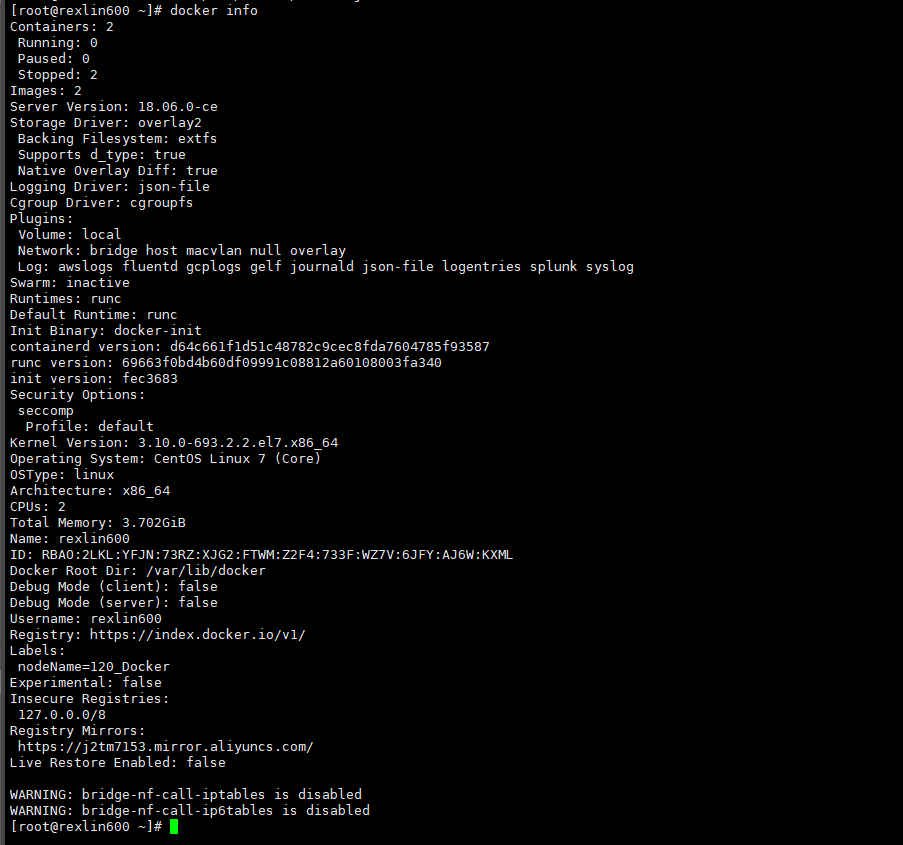 [root@rexlin600 ~]# docker info
Containers: 2
 Running: 0
 Paused: 0
 Stopped: 2
Images: 2
Server Version: 18.06.0-ce
Storage Driver: overlay2
 Backing Filesystem: extfs
 Supports d_type: true
 Native Overlay Diff: true
Logging Driver: json-file
Cgroup Driver: cgroupfs
Plugins:
 Volume: local
 Network: bridge host macvlan null overlay
 Log: awslogs fluentd gcplogs gelf journald json-file logentries splunk syslog
Swarm: inactive
Runtimes: runc
Default Runtime: runc
Init Binary: docker-init
containerd version: d64c661f1d51c48782c9cec8fda7604785f93587
runc version: 69663f0bd4b60df09991c08812a60108003fa340
init version: fec3683
Security Options:
 seccomp
  Profile: default
Kernel Version: 3.10.0-693.2.2.el7.x86_64
Operating System: CentOS Linux 7 (Core)
OSType: linux
Architecture: x86_64
CPUs: 2
Total Memory: 3.702GiB
Name: rexlin600
ID: RBAO:2LKL:YFJN:73RZ:XJG2:FTWM:Z2F4:733F:WZ7V:6JFY:AJ6W:KXML
Docker Root Dir: /var/lib/docker
Debug Mode (client): false
Debug Mode (server): false
Username: rexlin600
Registry: https://index.docker.io/v1/
Labels:
 nodeName=120_Docker
Experimental: false
Insecure Registries:
 127.0.0.0/8
Registry Mirrors:
 https://j2tm7153.mirror.aliyuncs.com/
Live Restore Enabled: false

WARNING: bridge-nf-call-iptables is disabled
WARNING: bridge-nf-call-ip6tables is disabled
[root@rexlin600 ~]#